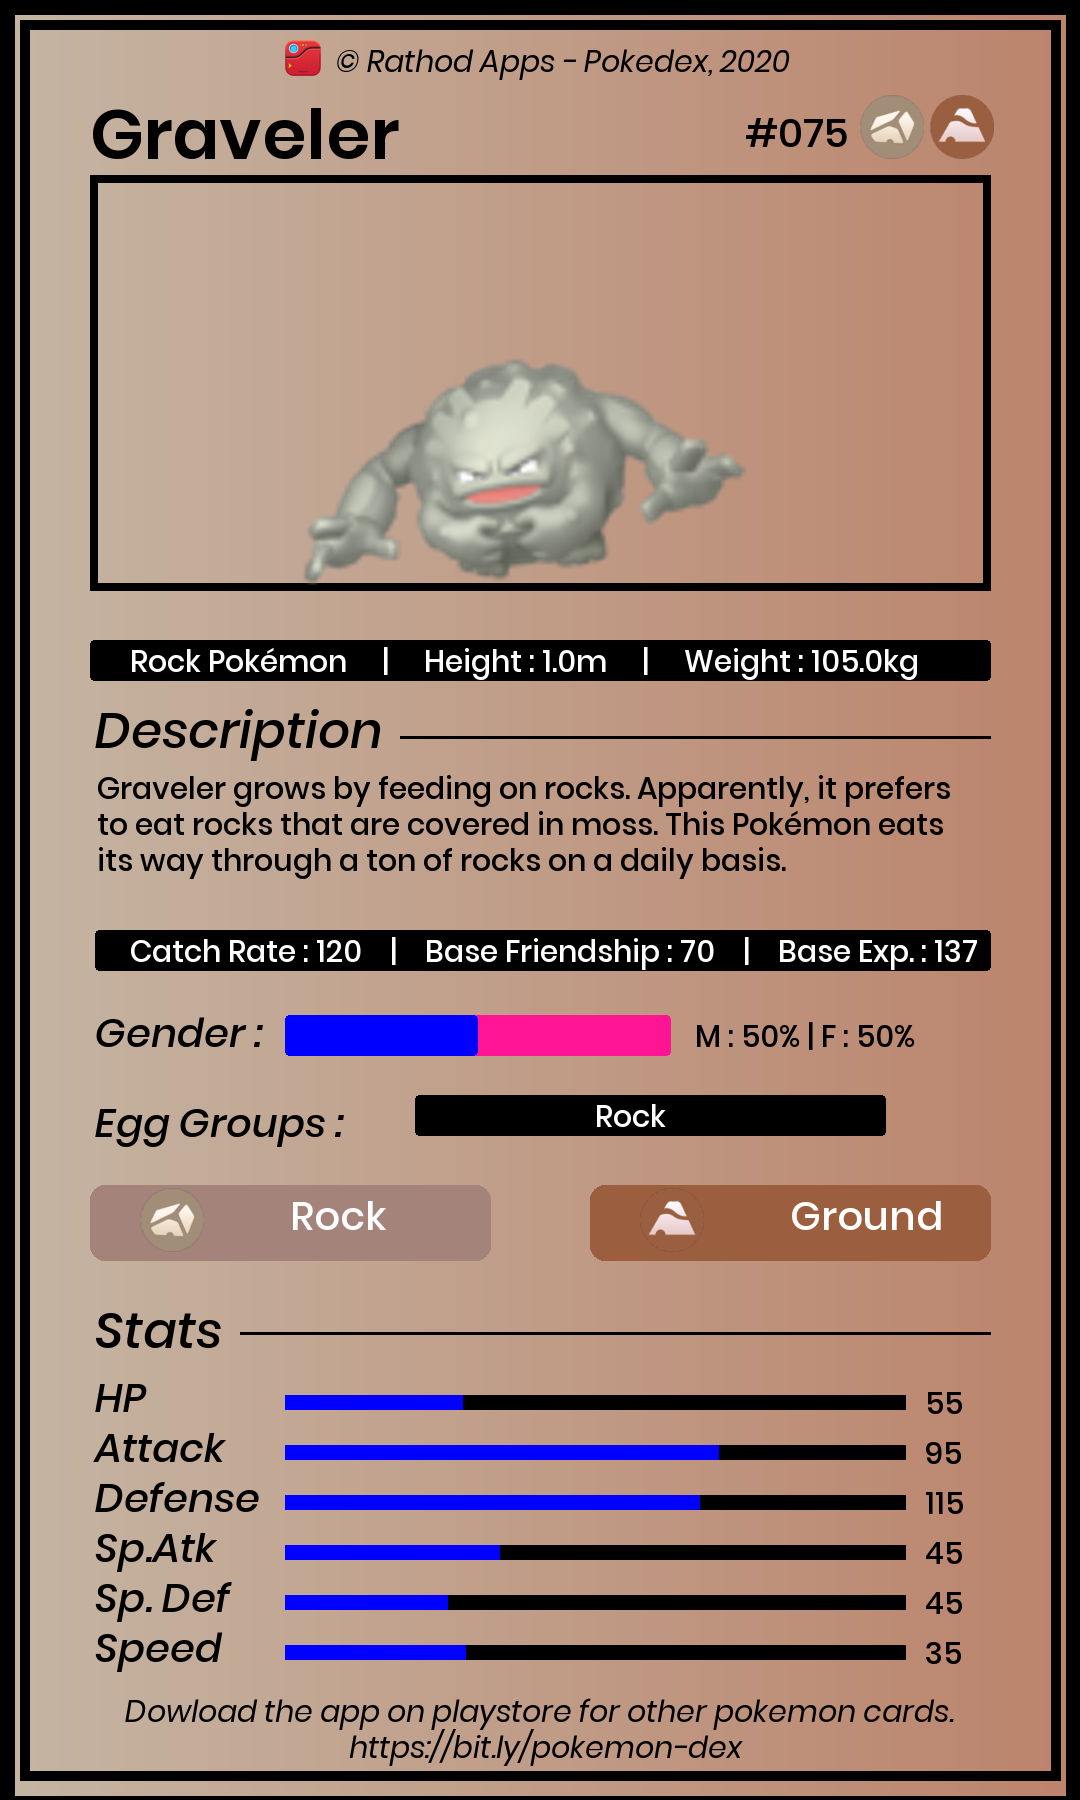 © Rathod Apps - Pokedex, 2020
Graveler #075
Rock Pokémon | Height : 1.0m | Weight : 105.0kg
Description
Graveler grows by feeding on rocks. Apparently, it prefers
to eat rocks that are covered in moss. This Pokémon eats
its way through a ton of rocks on a daily basis.
Catch Rate : 120 | Base Friendship : 70 | Base Exp. : 137
Gender : M : 50% | F : 50%
Egg Groups : Rock
Rock Ground
Stats
HP 55
Attack 95
Defense 115
Sp.Atk 45
Sp. Def 45
Speed 35
Dowload the app on playstore for other pokemon cards.
https://bit.ly/pokemon-dex